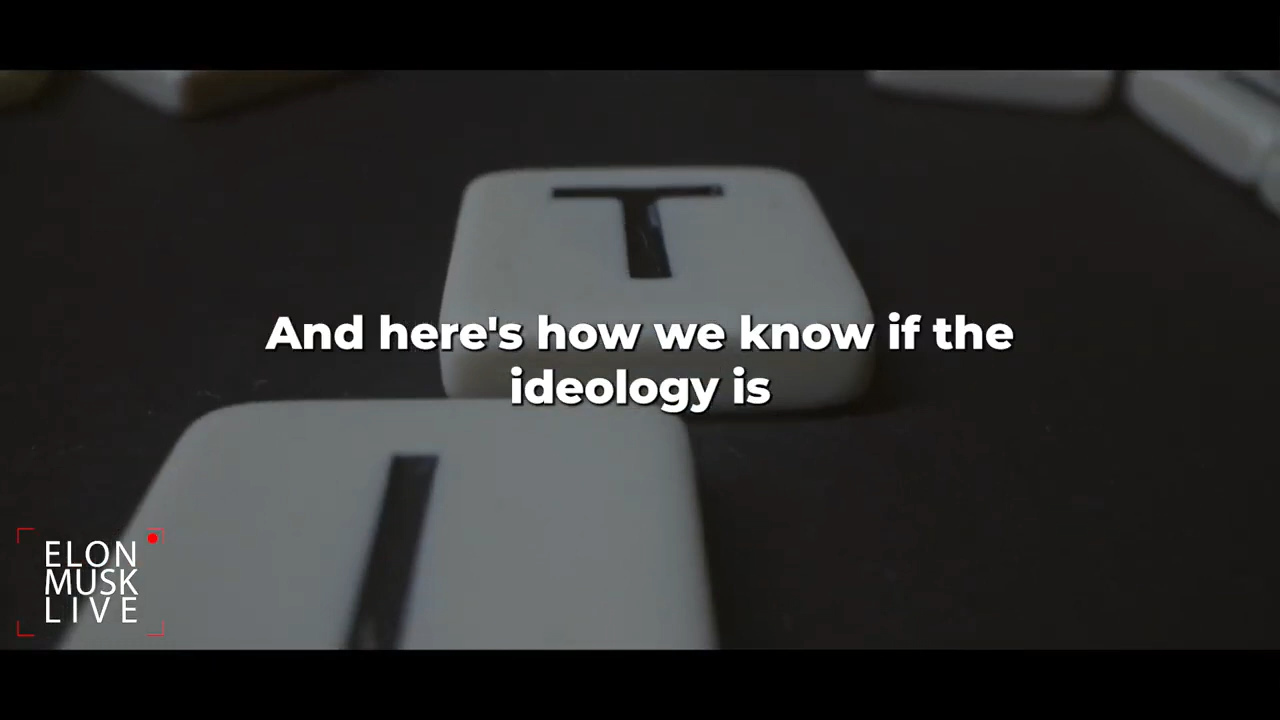 T
And here's how we know if the
ideology is
I
ELON
MUSK
LIVE